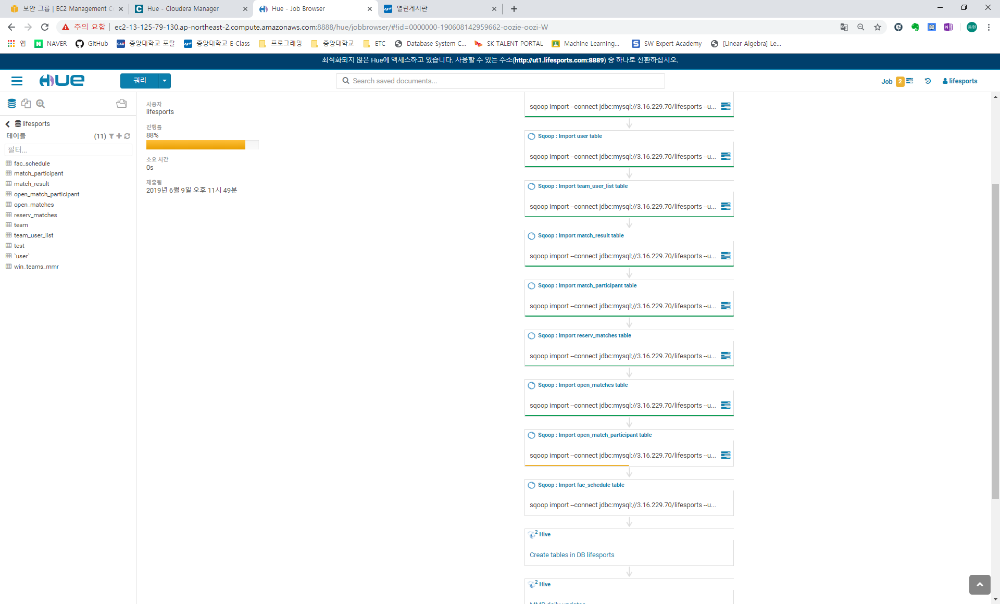 보안 그룹 | EC2 Management C
Hue - Cloudera Manager
Hue - Job Browser
열린게시판
주의 요함
ec2-13-125-79-130.ap-northeast-2.compute.amazonaws.com:8888/hue/jobbrowser/#!id=0000000-190608142959662-oozie-oozi-W
동현
앱
NAVER
GitHub
중앙대학교 포탈
중앙대학교 E-Class
프로그래밍
중앙대학교
ETC
Database System C...
SK TALENT PORTAL
Machine Learning...
SW Expert Academy
[Linear Algebra] Le...
최적화되지 않은 Hue에 액세스하고 있습니다. 사용할 수 있는 주소(http://ut1.lifesports.com:8889) 중 하나로 전환하십시오.
HUE
쿼리
Search saved documents...
Job 2
lifesports
lifesports
테이블
(11)
필터...
fac_schedule
match_participant
match_result
open_match_participant
open_matches
reserv_matches
team
team_user_list
test
`user`
win_teams_mmr
사용자
lifesports
진행률
88%
소요 시간
0s
제출됨
2019년 6월 9일 오후 11시 49분
sqoop import --connect jdbc:mysql://3.16.229.70/lifesports --u...
Sqoop : Import user table
sqoop import --connect jdbc:mysql://3.16.229.70/lifesports --u...
Sqoop : Import team_user_list table
sqoop import --connect jdbc:mysql://3.16.229.70/lifesports --u...
Sqoop : Import match_result table
sqoop import --connect jdbc:mysql://3.16.229.70/lifesports --u...
Sqoop : Import match_participant table
sqoop import --connect jdbc:mysql://3.16.229.70/lifesports --u...
Sqoop : Import reserv_matches table
sqoop import --connect jdbc:mysql://3.16.229.70/lifesports --u...
Sqoop : Import open_matches table
sqoop import --connect jdbc:mysql://3.16.229.70/lifesports --u...
Sqoop : Import open_match_participant table
sqoop import --connect jdbc:mysql://3.16.229.70/lifesports --u...
Sqoop : Import fac_schedule table
sqoop import --connect jdbc:mysql://3.16.229.70/lifesports --u...
2 Hive
Create tables in DB lifesports
2 Hive
MMR daily updates